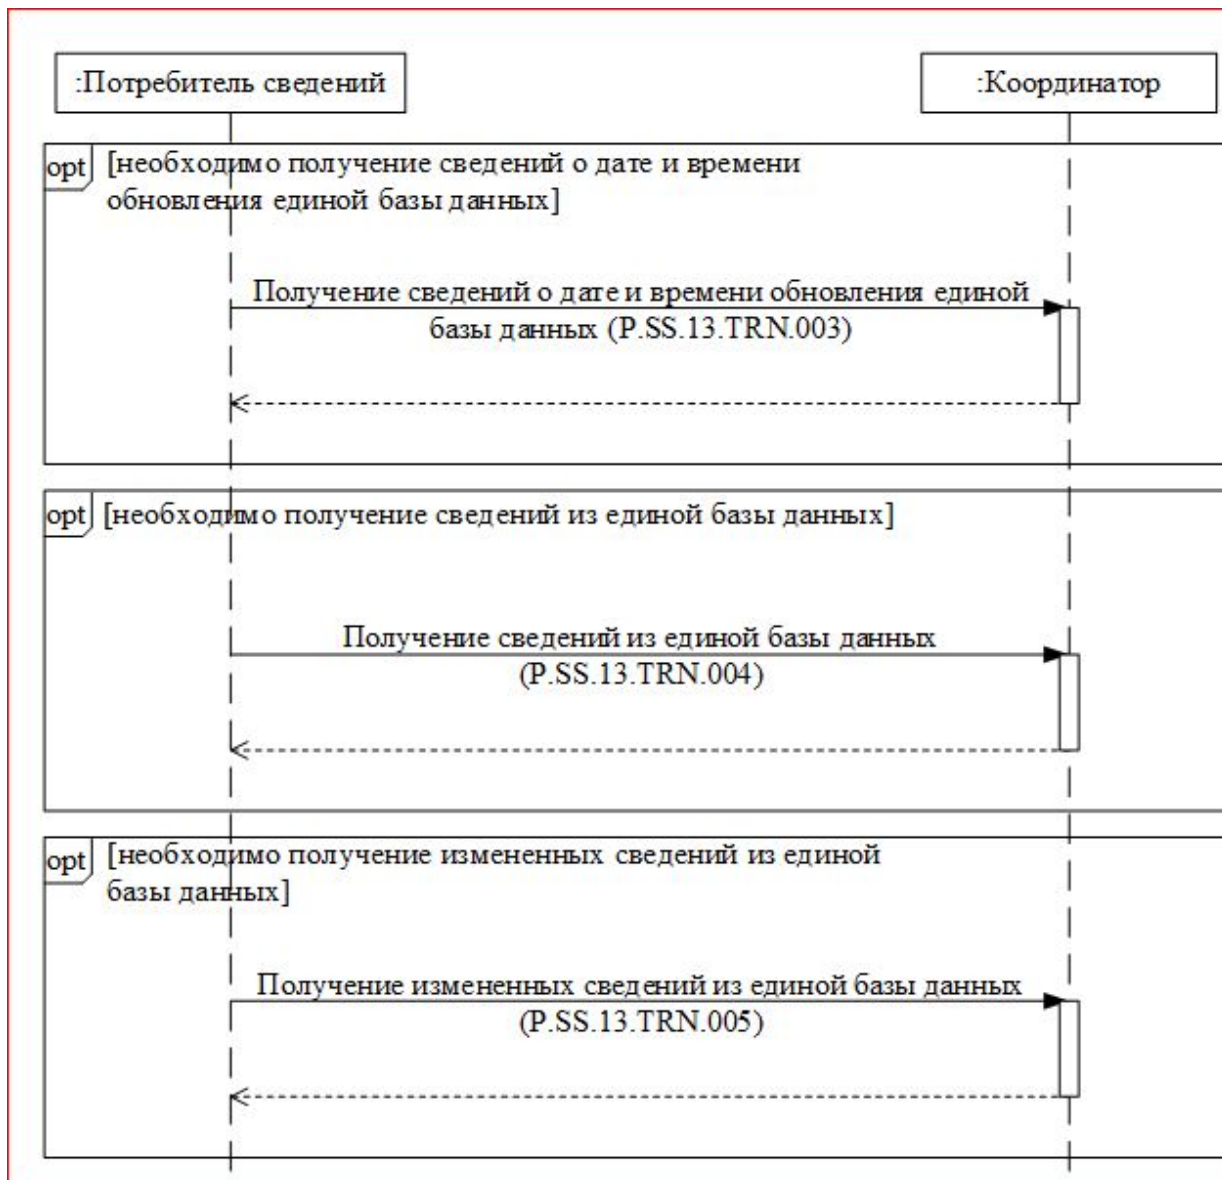 :Потребитель сведений
:Координатор
opt
[необходимо получение сведений о дате и времени
обновления единой базы данных]
Получение сведений о дате и времени обновления единой
базы данных (P.SS.13.TRN.003)
opt
[необходимо получение сведений из единой базы данных]
Получение сведений из единой базы данных
(P.SS.13.TRN.004)
opt
[необходимо получение измененных сведений из единой
базы данных]
Получение измененных сведений из единой базы данных
(P.SS.13.TRN.005)